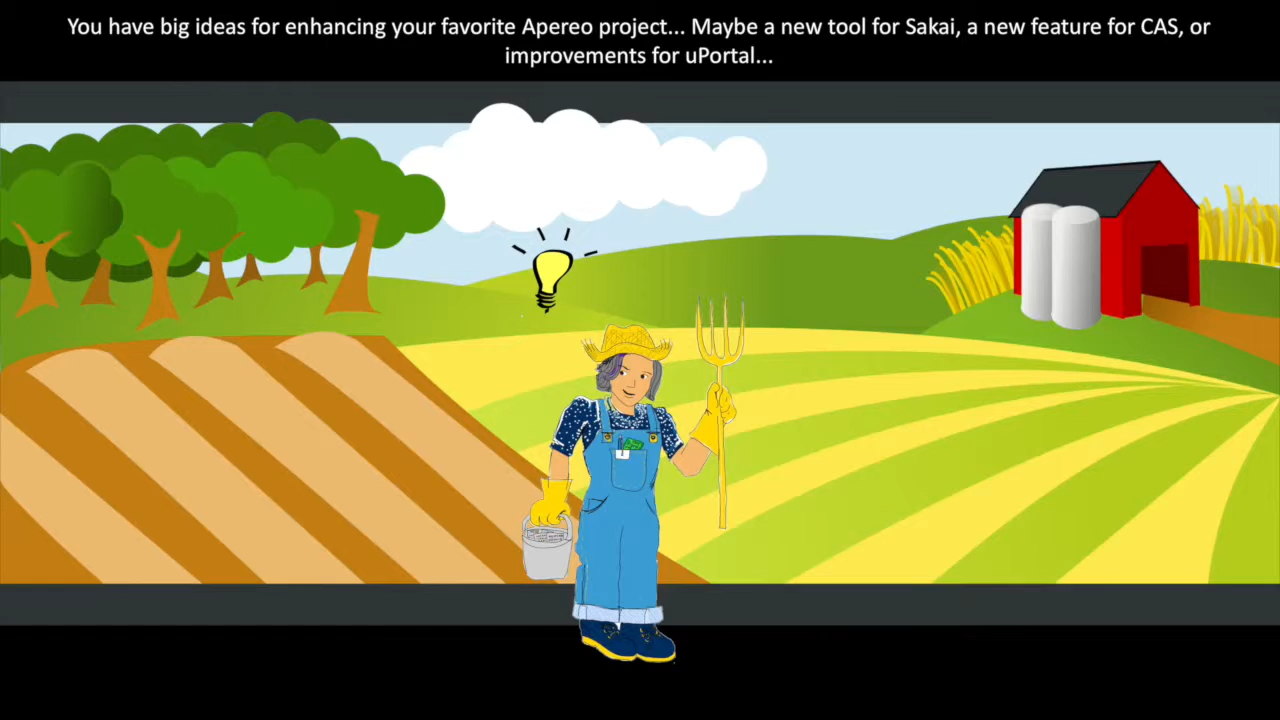 You have big ideas for enhancing your favorite Apereo project... Maybe a new tool for Sakai, a new feature for CAS, or
improvements for uPortal...